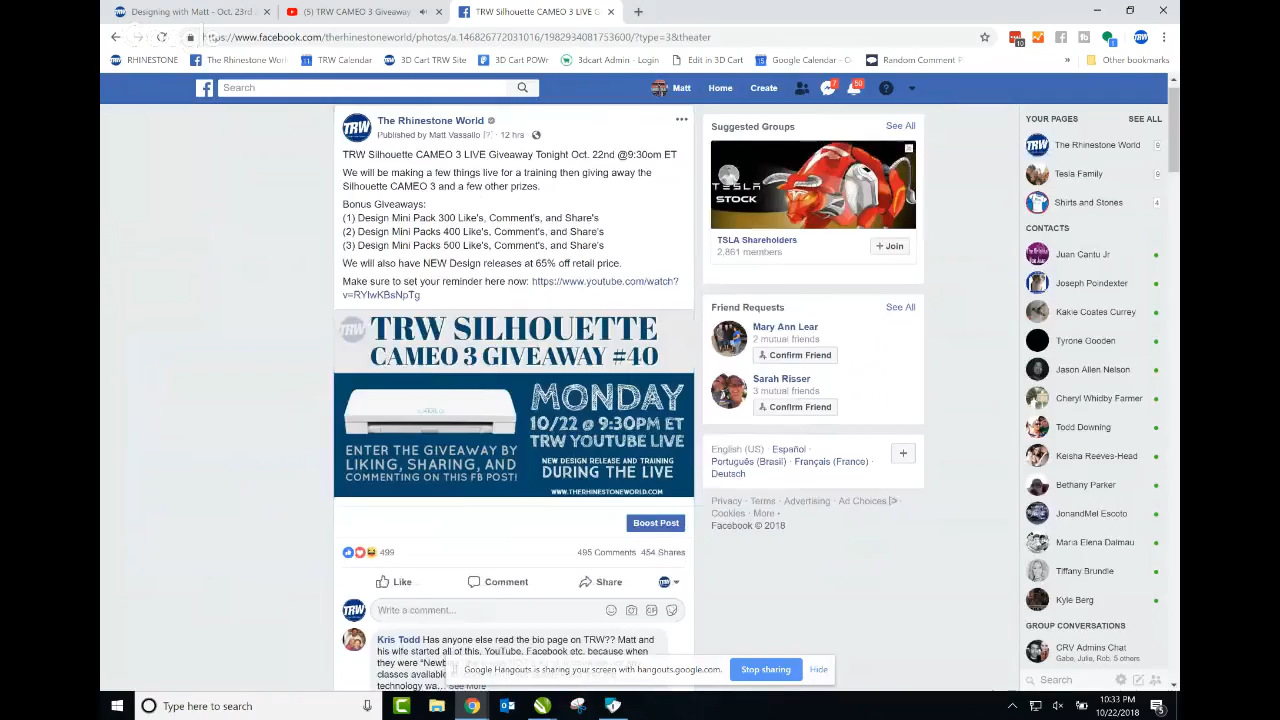 Designing with Matt - Oct. 23rd
(5) TRW CAMEO 3 Giveaway
TRW Silhouette CAMEO 3 LIVE G
https://www.facebook.com/therhinestoneworld/photos/a.146826772031016/1982934081753600/?type=3&theater
RHINESTONE
The Rhinestone Worl
TRW Calendar
3D Cart TRW Site
3D Cart POWr
3dcart Admin - Login
Edit in 3D Cart
Google Calendar - O
Random Comment P
»
Other bookmarks
Search
Matt
Home
Create
7
50
The Rhinestone World
Published by Matt Vassallo [?] · 12 hrs ·
TRW Silhouette CAMEO 3 LIVE Giveaway Tonight Oct. 22nd @9:30om ET
We will be making a few things live for a training then giving away the
Silhouette CAMEO 3 and a few other prizes.
Bonus Giveaways:
(1) Design Mini Pack 300 Like's, Comment's, and Share's
(2) Design Mini Packs 400 Like's, Comment's, and Share's
(3) Design Mini Packs 500 Like's, Comment's, and Share's
We will also have NEW Design releases at 65% off retail price.
Make sure to set your reminder here now: https://www.youtube.com/watch?
v=RYIwKBsNpTg
TRW SILHOUETTE
CAMEO 3 GIVEAWAY #40
CAMEO
ENTER THE GIVEAWAY BY
LIKING, SHARING, AND
COMMENTING ON THIS FB POST!
MONDAY
10/22 @ 9:30PM ET
TRW YOUTUBE LIVE
NEW DESIGN RELEASE AND TRAINING
DURING THE LIVE
WWW.THERHINESTONEWORLD.COM
Boost Post
499
495 Comments 454 Shares
Like
Comment
Share
TRW
Write a comment...
Kris Todd Has anyone else read the bio page on TRW?? Matt and
his wife started all of this. YouTube, Facebook etc. because when
they were "Newb
classes available
technology wa... See More
Suggested Groups
See All
TESLA
STOCK
TSLA Shareholders
2,861 members
+ Join
Friend Requests
See All
Mary Ann Lear
2 mutual friends
Confirm Friend
Sarah Risser
3 mutual friends
Confirm Friend
English (US) · Español ·
Português (Brasil) · Français (France) ·
Deutsch
Privacy · Terms · Advertising · Ad Choices ·
Cookies · More
Facebook © 2018
YOUR PAGES
SEE ALL
The Rhinestone World
9
Tesla Family
9
Shirts and Stones
4
CONTACTS
Juan Cantu Jr
Joseph Poindexter
Kakie Coates Currey
Tyrone Gooden
Jason Allen Nelson
Cheryl Whidby Farmer
Todd Downing
Keisha Reeves-Head
Bethany Parker
JonandMel Escoto
Maria Elena Dalmau
Tiffany Brundle
Kyle Berg
GROUP CONVERSATIONS
CRV Admins Chat
Gabe, Julie, Rob, 5 others
Search
Google Hangouts is sharing your screen with hangouts.google.com.
Stop sharing
Hide
Type here to search
10:33 PM
10/22/2018
5